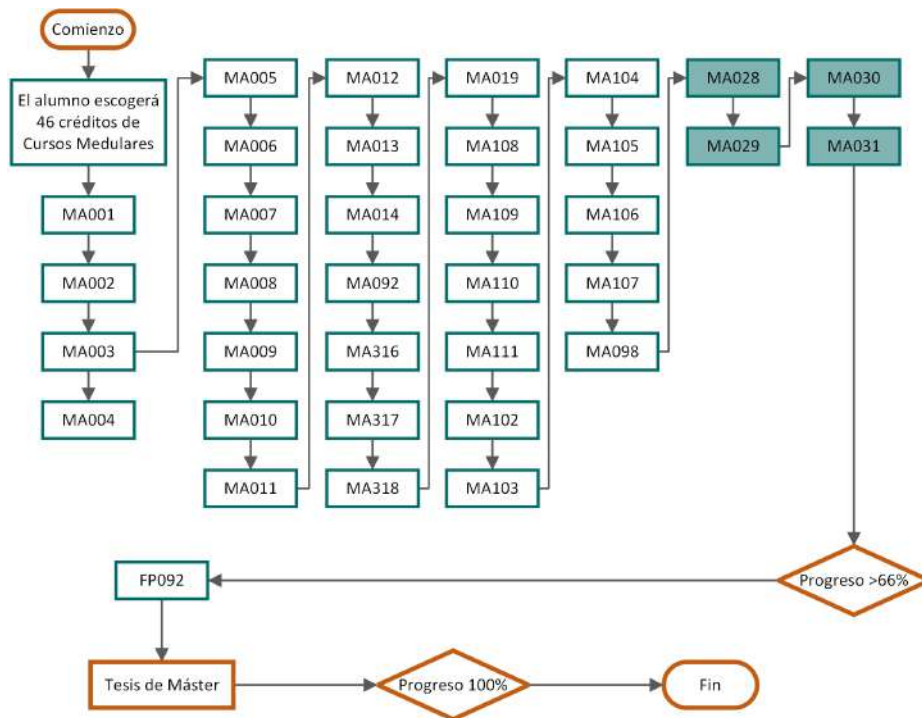 Comienzo
El alumno escogerá
46 créditos de
Cursos Medulares
MA001
MA002
MA003
MA004
MA005
MA006
MA007
MA008
MA009
MA010
MA011
MA012
MA013
MA014
MA092
MA316
MA317
MA318
MA019
MA108
MA109
MA110
MA111
MA102
MA103
MA104
MA105
MA106
MA107
MA098
MA028
MA029
MA030
MA031
Progreso >66%
FP092
Tesis de Máster
Progreso 100%
Fin